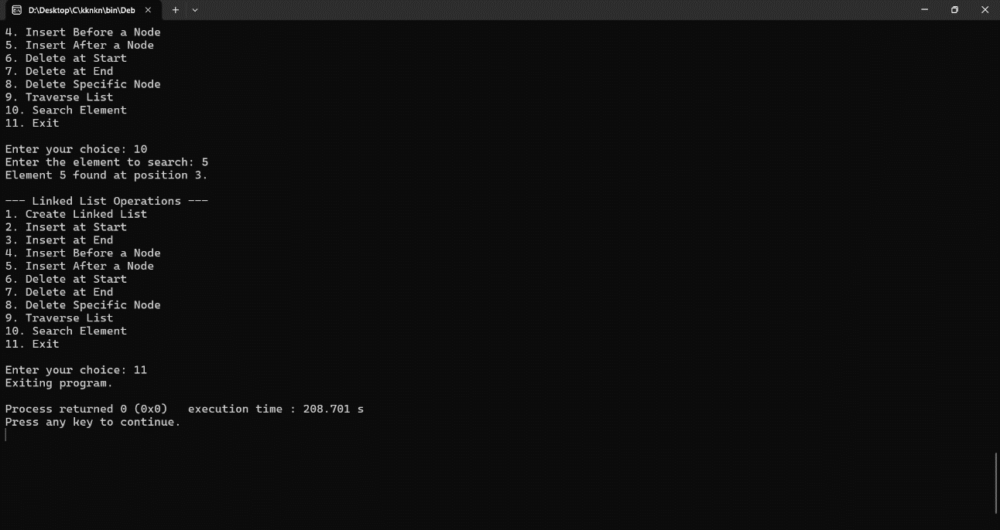 D:\Desktop\C\kknkn\bin\Deb
4. Insert Before a Node
5. Insert After a Node
6. Delete at Start
7. Delete at End
8. Delete Specific Node
9. Traverse List
10. Search Element
11. Exit
Enter your choice: 10
Enter the element to search: 5
Element 5 found at position 3.
--- Linked List Operations ---
1. Create Linked List
2. Insert at Start
3. Insert at End
4. Insert Before a Node
5. Insert After a Node
6. Delete at Start
7. Delete at End
8. Delete Specific Node
9. Traverse List
10. Search Element
11. Exit
Enter your choice: 11
Exiting program.
Process returned 0 (0x0)   execution time : 208.701 s
Press any key to continue.